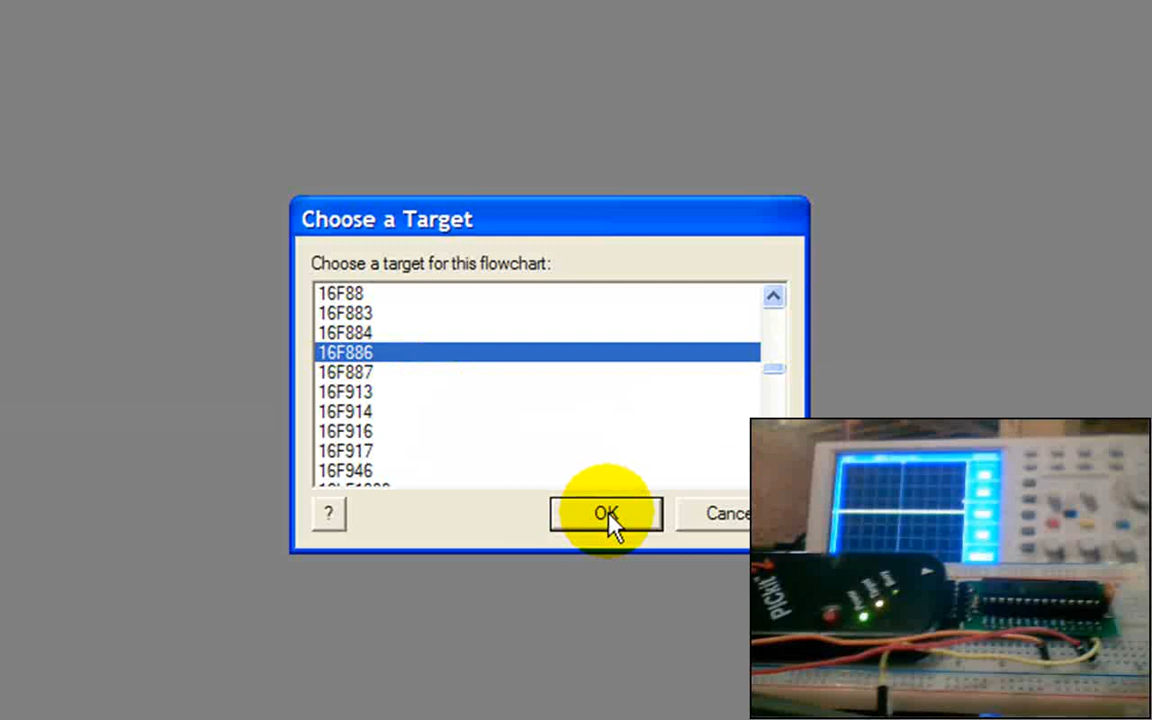 Choose a Target
Choose a target for this flowchart:
16F88
16F883
16F884
16F886
16F887
16F913
16F914
16F916
16F917
16F946
?
OK
PICkit